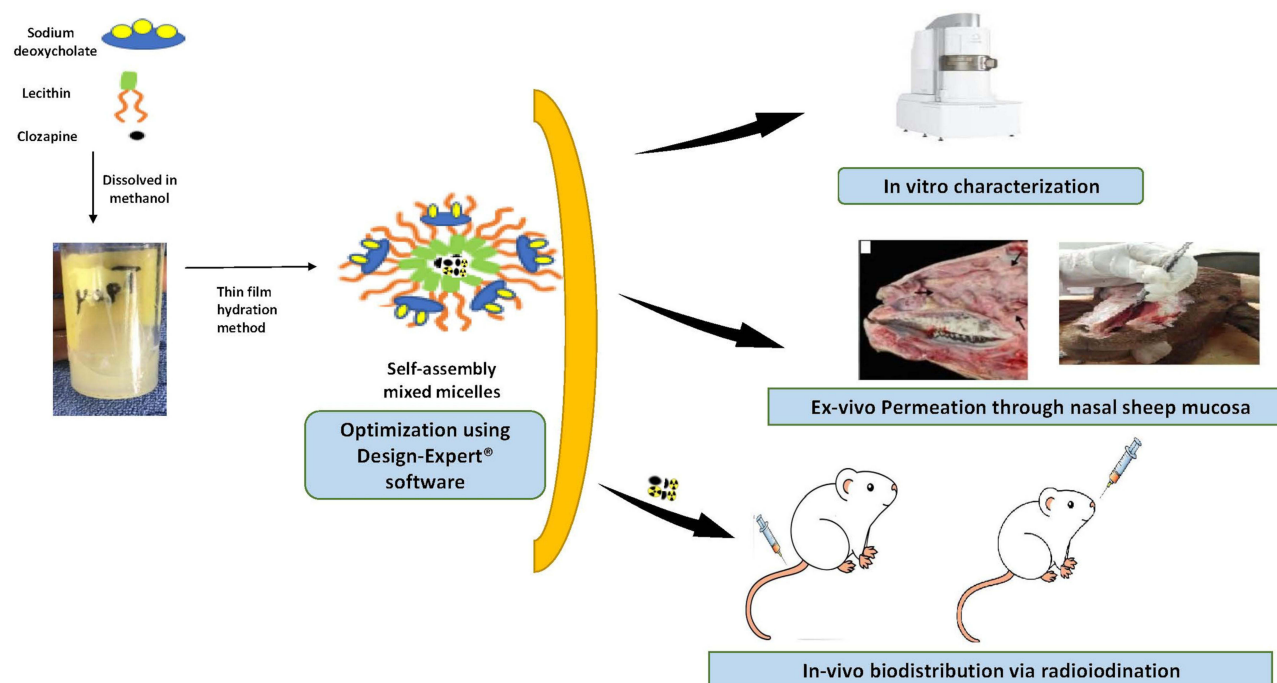 Sodium
deoxycholate
Lecithin
Clozapine
Dissolved in
methanol
Thin film
hydration
method
Self-assembly
mixed micelles
Optimization using
Design-Expert®
software
In vitro characterization
Ex-vivo Permeation through nasal sheep mucosa
In-vivo biodistribution via radioiodination